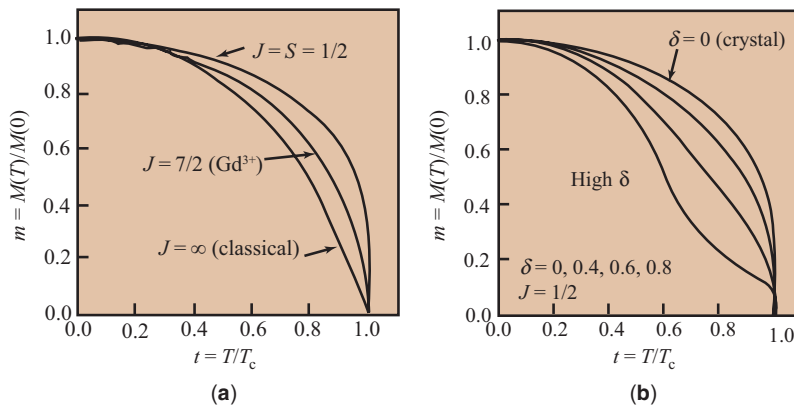 1.0
0.8
0.6
0.4
0.2
0.0
m = M(T)/M(0)
J = S = 1/2
J = 7/2 (Gd³⁺)
J = ∞ (classical)
0.0 0.2 0.4 0.6 0.8 1.0
t = T/Tc
(a)
1.0
0.8
0.6
0.4
0.2
0.0
m = M(T)/M(0)
δ = 0 (crystal)
High δ
δ = 0, 0.4, 0.6, 0.8
J = 1/2
0.0 0.2 0.4 0.6 0.8 1.0
t = T/Tc
(b)